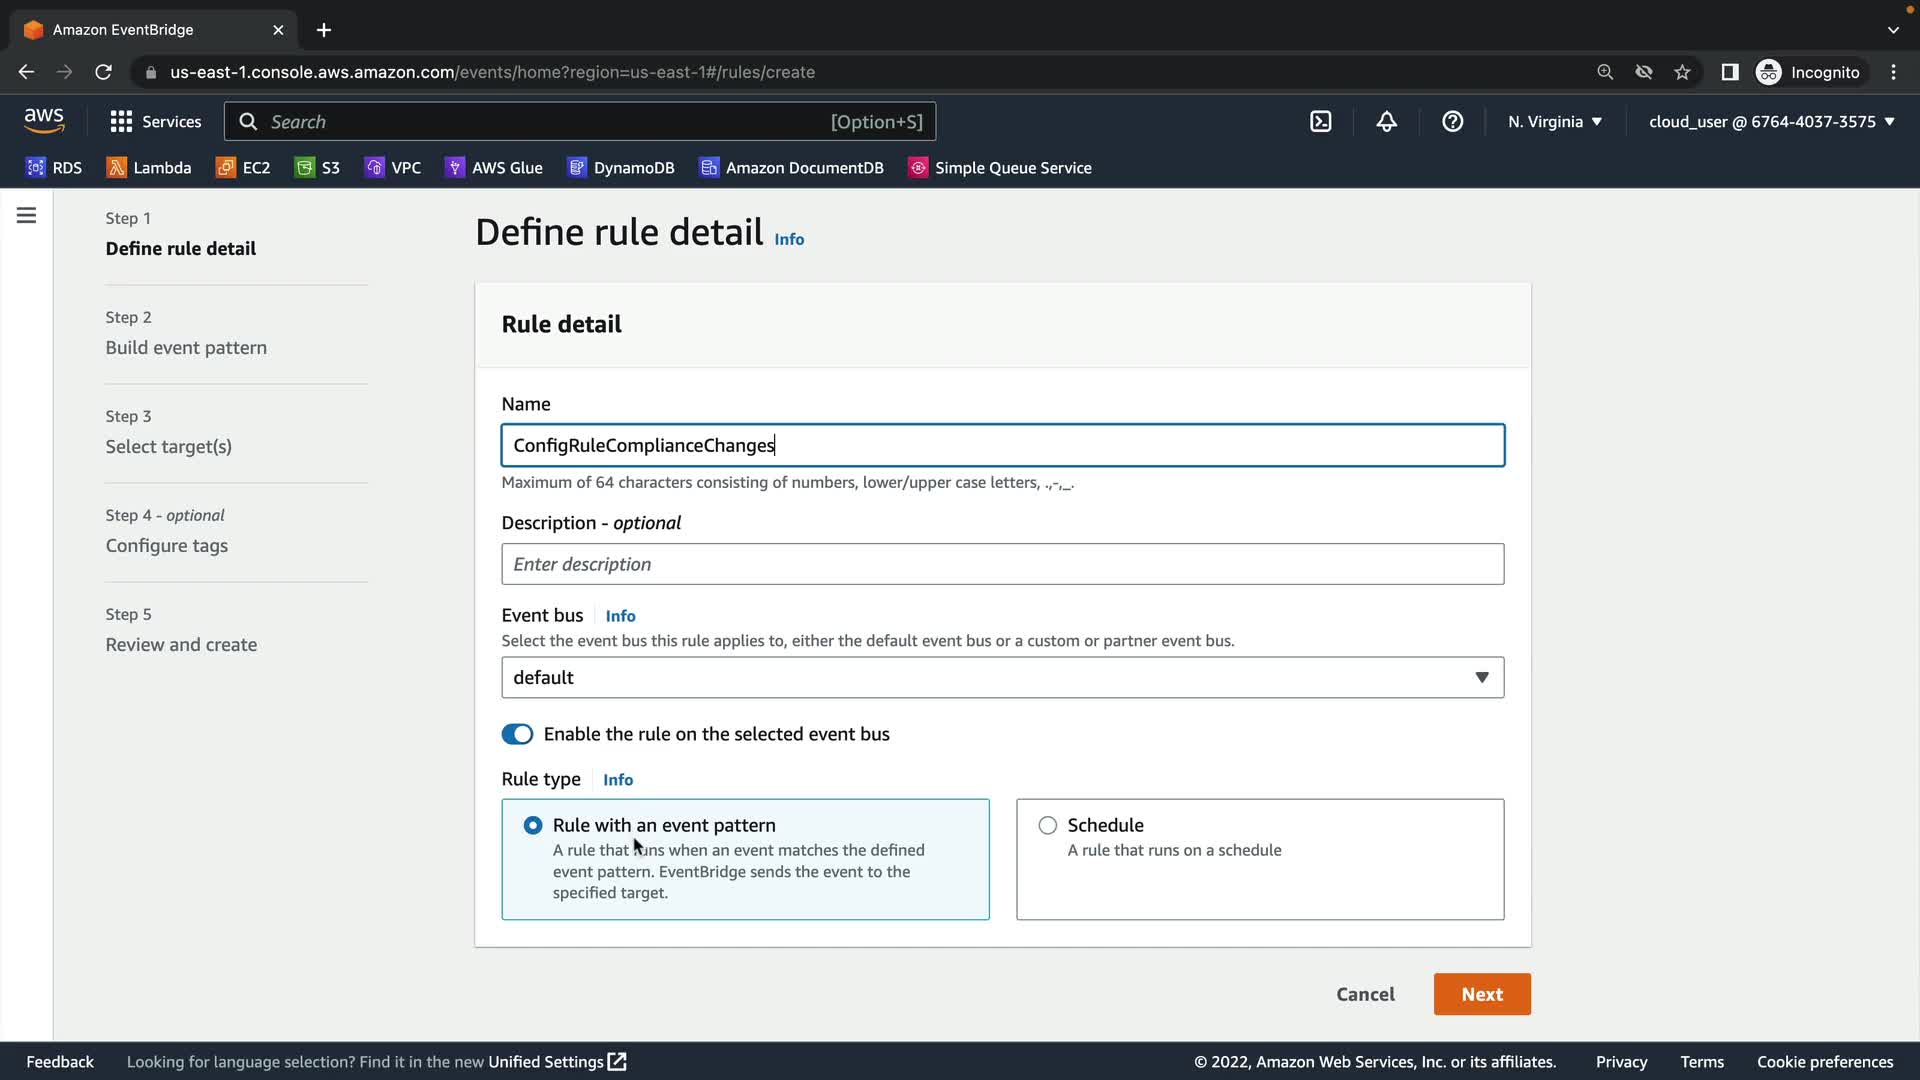 Amazon EventBridge
us-east-1.console.aws.amazon.com/events/home?region=us-east-1#/rules/create
Incognito
aws
Services
Search
[Option+S]
N. Virginia
cloud_user @ 6764-4037-3575
RDS
Lambda
EC2
S3
VPC
AWS Glue
DynamoDB
Amazon DocumentDB
Simple Queue Service
Step 1
Define rule detail
Step 2
Build event pattern
Step 3
Select target(s)
Step 4 - optional
Configure tags
Step 5
Review and create
Define rule detail Info
Rule detail
Name
ConfigRuleComplianceChanges
Maximum of 64 characters consisting of numbers, lower/upper case letters, .,-,_.
Description - optional
Enter description
Event bus Info
Select the event bus this rule applies to, either the default event bus or a custom or partner event bus.
default
Enable the rule on the selected event bus
Rule type Info
Rule with an event pattern
A rule that runs when an event matches the defined
event pattern. EventBridge sends the event to the
specified target.
Schedule
A rule that runs on a schedule
Cancel
Next
Feedback
Looking for language selection? Find it in the new Unified Settings
© 2022, Amazon Web Services, Inc. or its affiliates.
Privacy
Terms
Cookie preferences